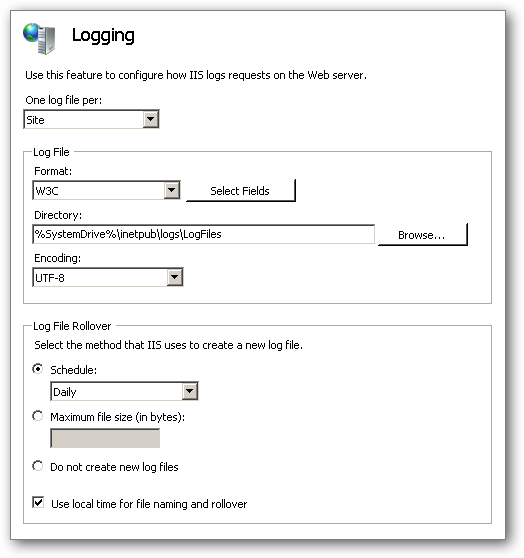 Logging
Use this feature to configure how IIS logs requests on the Web server.
One log file per:
Site
Log File
Format:
W3C
Select Fields
Directory:
%SystemDrive%\inetpub\logs\LogFiles
Browse...
Encoding:
UTF-8
Log File Rollover
Select the method that IIS uses to create a new log file.
Schedule:
Daily
Maximum file size (in bytes):
Do not create new log files
Use local time for file naming and rollover